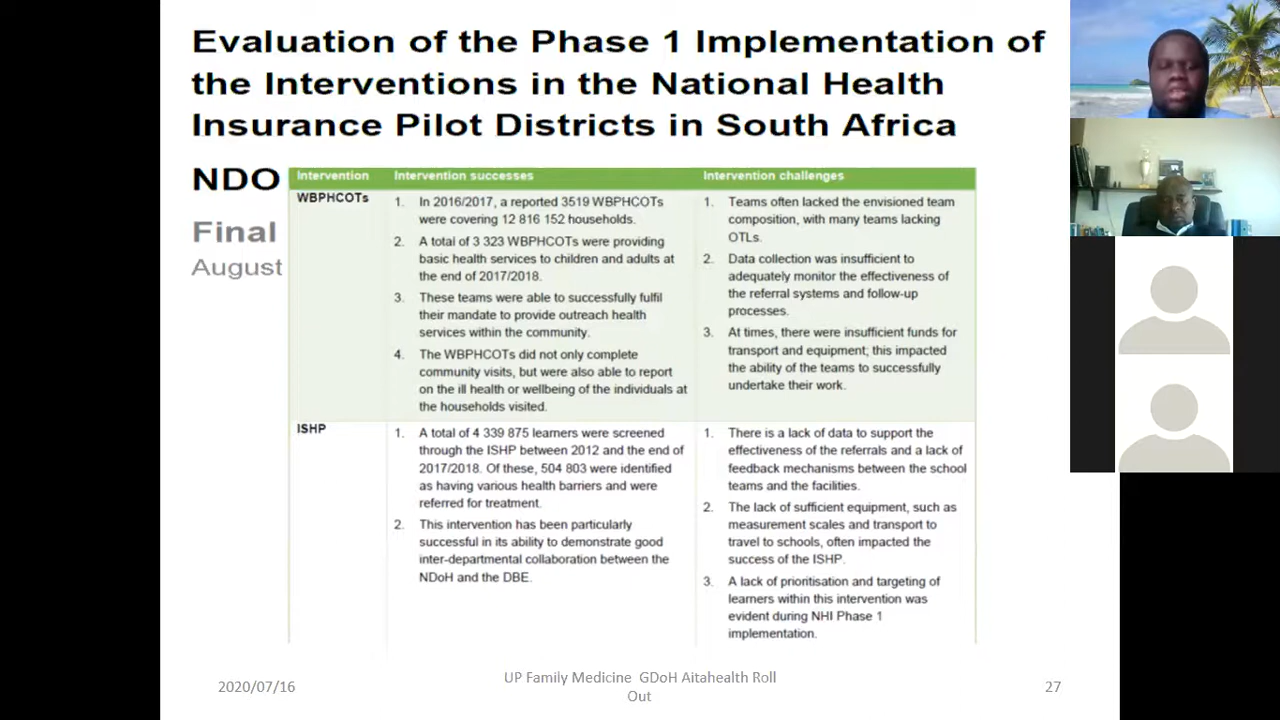 Evaluation of the Phase 1 Implementation of
the Interventions in the National Health
Insurance Pilot Districts in South Africa
NDO
Final
August
Intervention
Intervention successes
Intervention challenges
WBPHCOTs
1. In 2016/2017, a reported 3519 WBPHCOTs
were covering 12 816 152 households.
2. A total of 3 323 WBPHCOTs were providing
basic health services to children and adults at
the end of 2017/2018.
3. These teams were able to successfully fulfil
their mandate to provide outreach health
services within the community.
4. The WBPHCOTs did not only complete
community visits, but were also able to report
on the ill health or wellbeing of the individuals at
the households visited.
1. Teams often lacked the envisioned team
composition, with many teams lacking
OTLs.
2. Data collection was insufficient to
adequately monitor the effectiveness of
the referral systems and follow-up
processes.
3. At times, there were insufficient funds for
transport and equipment; this impacted
the ability of the teams to successfully
undertake their work.
ISHP
1. A total of 4 339 875 learners were screened
through the ISHP between 2012 and the end of
2017/2018. Of these, 504 803 were identified
as having various health barriers and were
referred for treatment.
2. This intervention has been particularly
successful in its ability to demonstrate good
inter-departmental collaboration between the
NDoH and the DBE.
1. There is a lack of data to support the
effectiveness of the referrals and a lack of
feedback mechanisms between the school
teams and the facilities.
2. The lack of sufficient equipment, such as
measurement scales and transport to
travel to schools, often impacted the
success of the ISHP.
3. A lack of prioritisation and targeting of
learners within this intervention was
evident during NHI Phase 1
implementation.
2020/07/16
UP Family Medicine GDoH Aitahealth Roll
Out
27